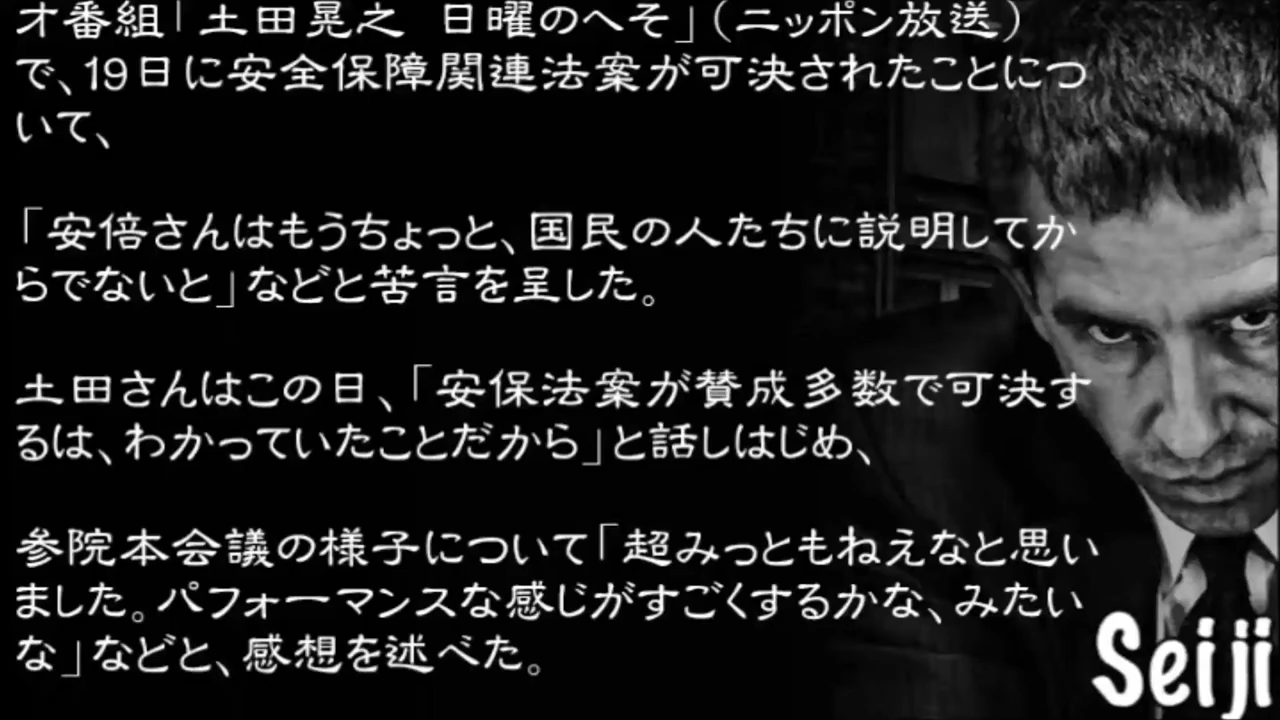 オ番組「土田晃之　日曜のへそ」（ニッポン放送）
で、19日に安全保障関連法案が可決されたことにつ
いて、
「安倍さんはもうちょっと、国民の人たちに説明してか
らでないと」などと苦言を呈した。
土田さんはこの日、「安保法案が賛成多数で可決す
るは、わかっていたことだから」と話しはじめ、
参院本会議の様子について「超みっともねえなと思い
ました。パフォーマンスな感じがすごくするかな、みたい
な」などと、感想を述べた。
Seiji